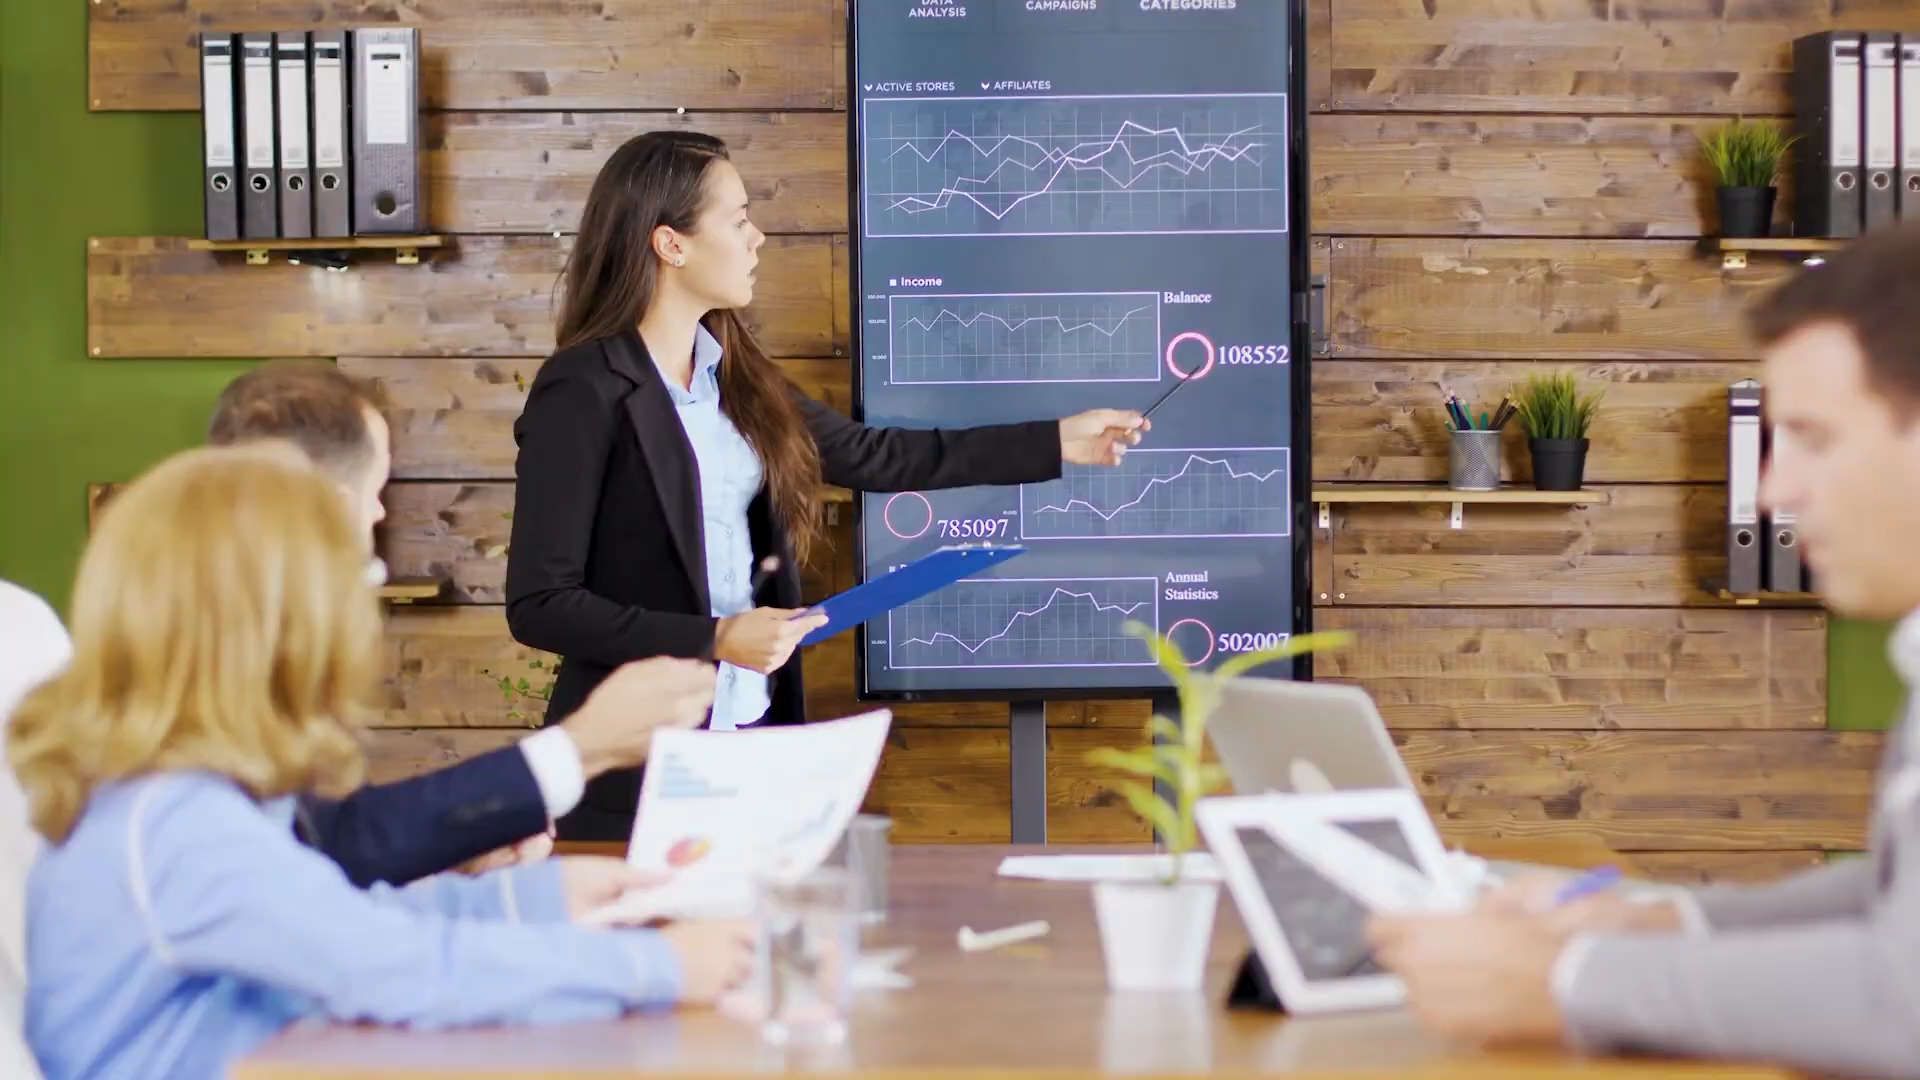 DATA
ANALYSIS
CAMPAIGNS
CATEGORIES
ACTIVE STORES
AFFILIATES
Income
Balance
108552
785097
Annual
Statistics
502007